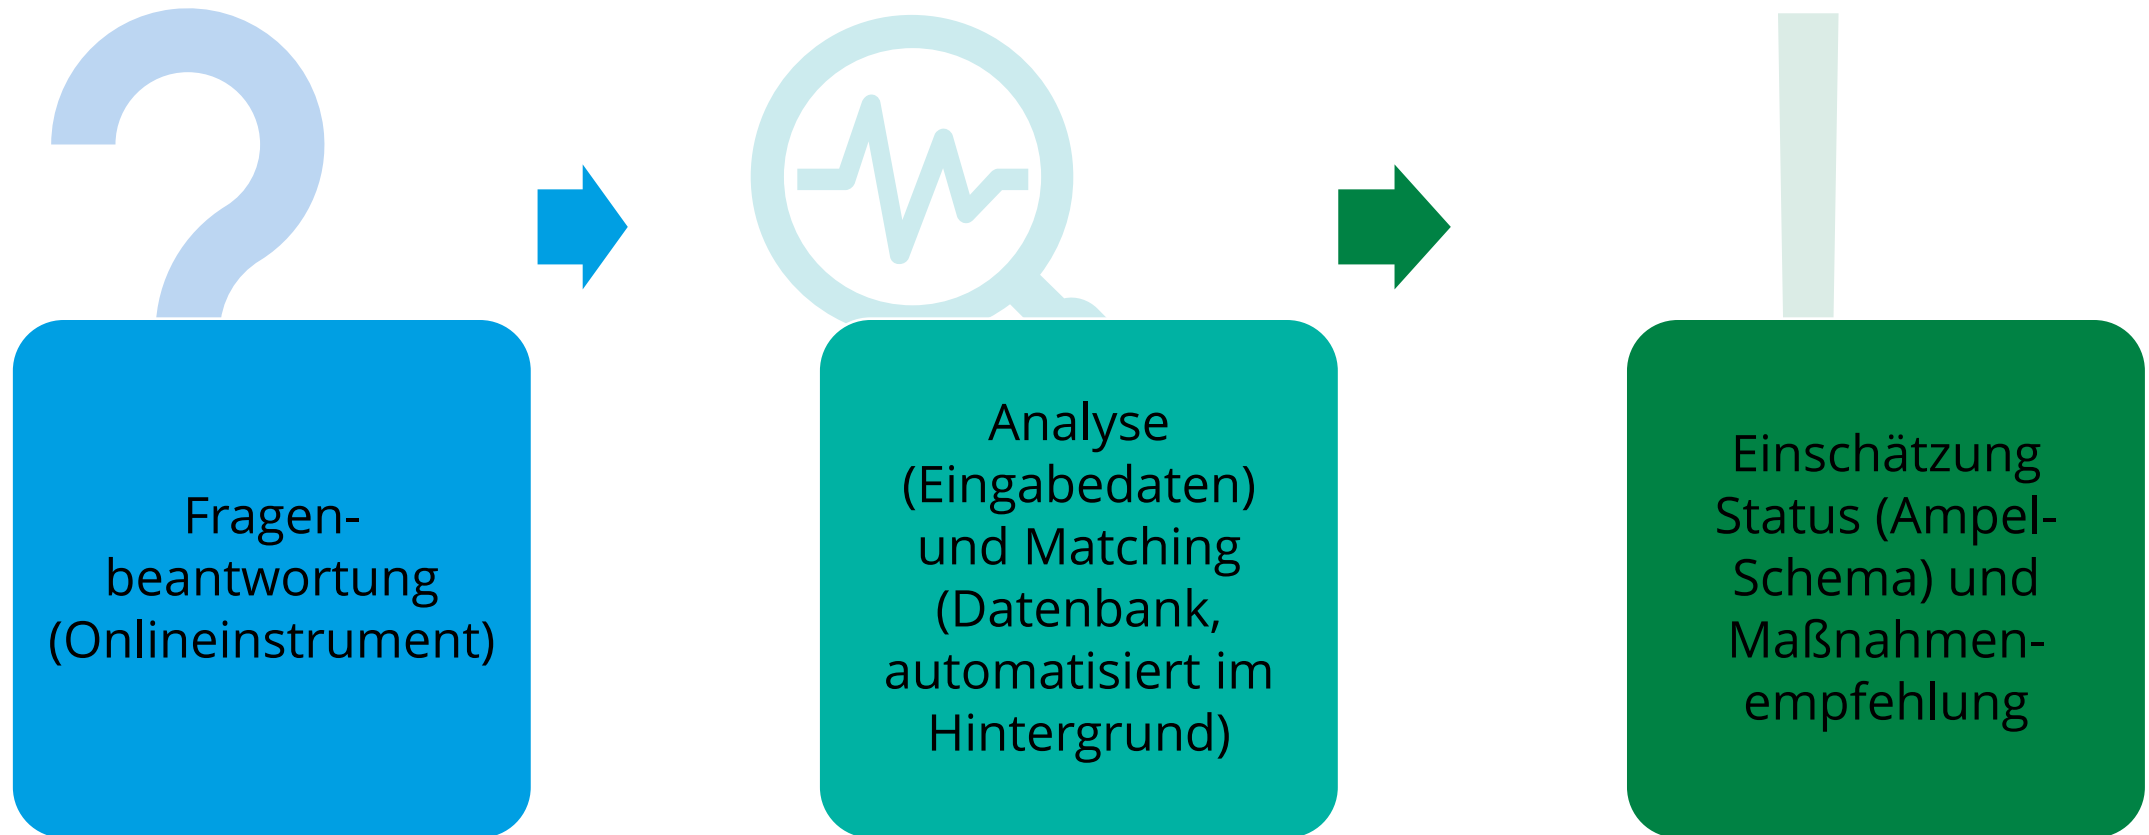 Fragen-
beantwortung
(Onlineinstrument)
Analyse
(Eingabedaten)
und Matching
(Datenbank,
automatisiert im
Hintergrund)
Einschätzung
Status (Ampel-
Schema) und
Maßnahmen-
empfehlung